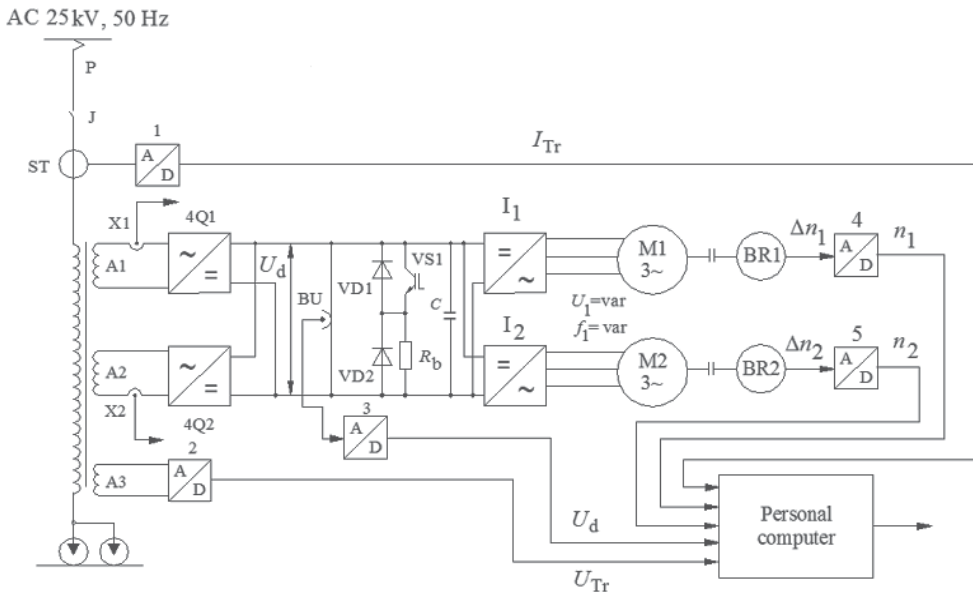 AC 25kV, 50 Hz
P
J
1
ST
A
D
I_Tr
X1
4Q1
A1
~
=
U_d
BU
VD1
VS1
C
I_1
=
~
M1
3~
BR1
Δn_1
4
A
D
n_1
U_1=var
f_1= var
A2
~
=
VD2
R_b
I_2
=
~
M2
3~
BR2
Δn_2
5
A
D
n_2
X2
4Q2
2
3
A
D
A3
A
D
U_d
U_Tr
Personal
computer